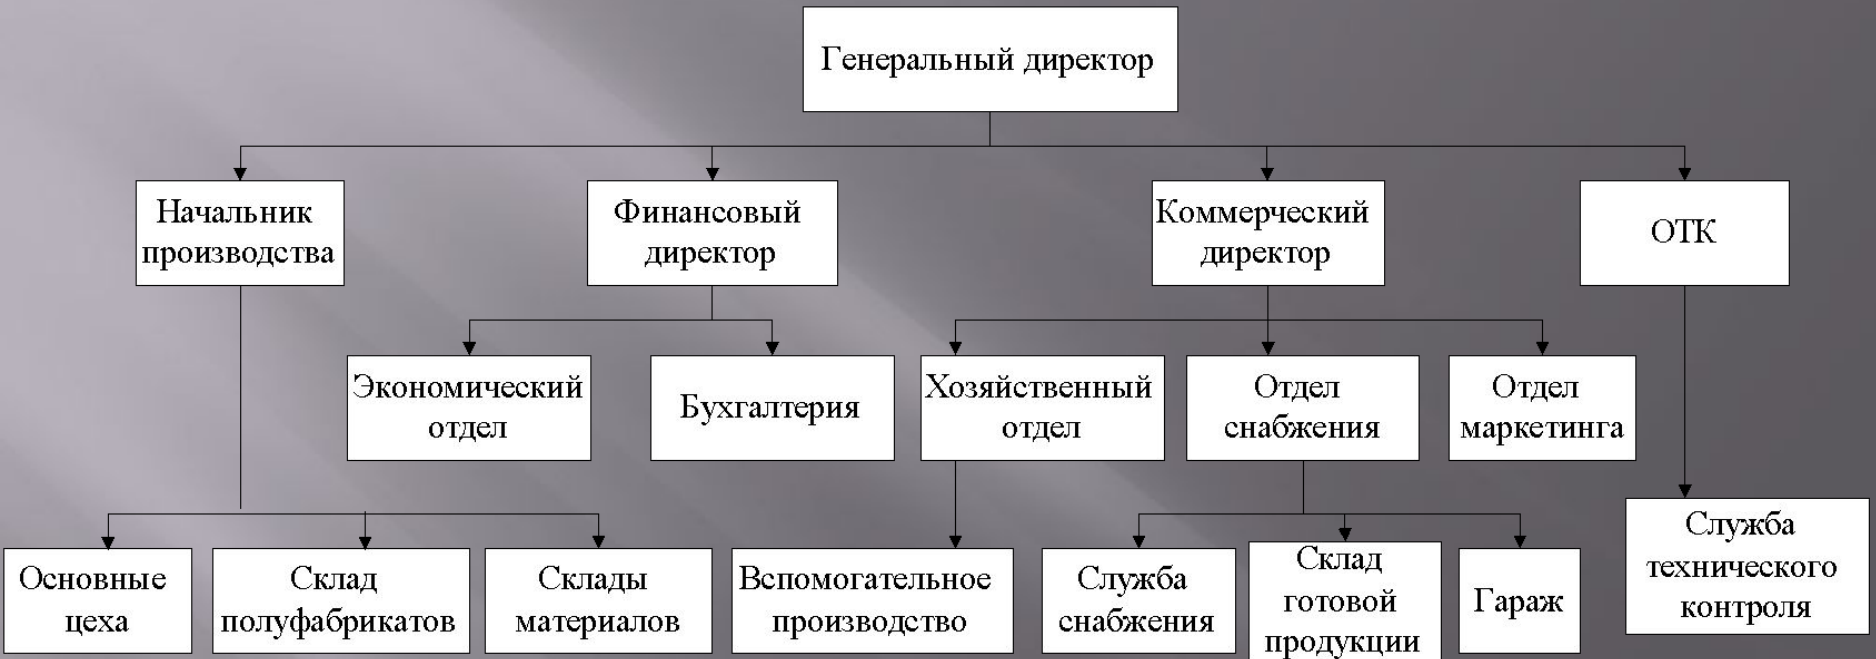 Генеральный директор
Начальник
производства
Финансовый
директор
Коммерческий
директор
ОТК
Экономический
отдел
Бухгалтерия
Хозяйственный
отдел
Отдел
снабжения
Отдел
маркетинга
Основные
цеха
Склад
полуфабрикатов
Склады
материалов
Вспомогательное
производство
Служба
снабжения
Склад
готовой
продукции
Гараж
Служба
технического
контроля